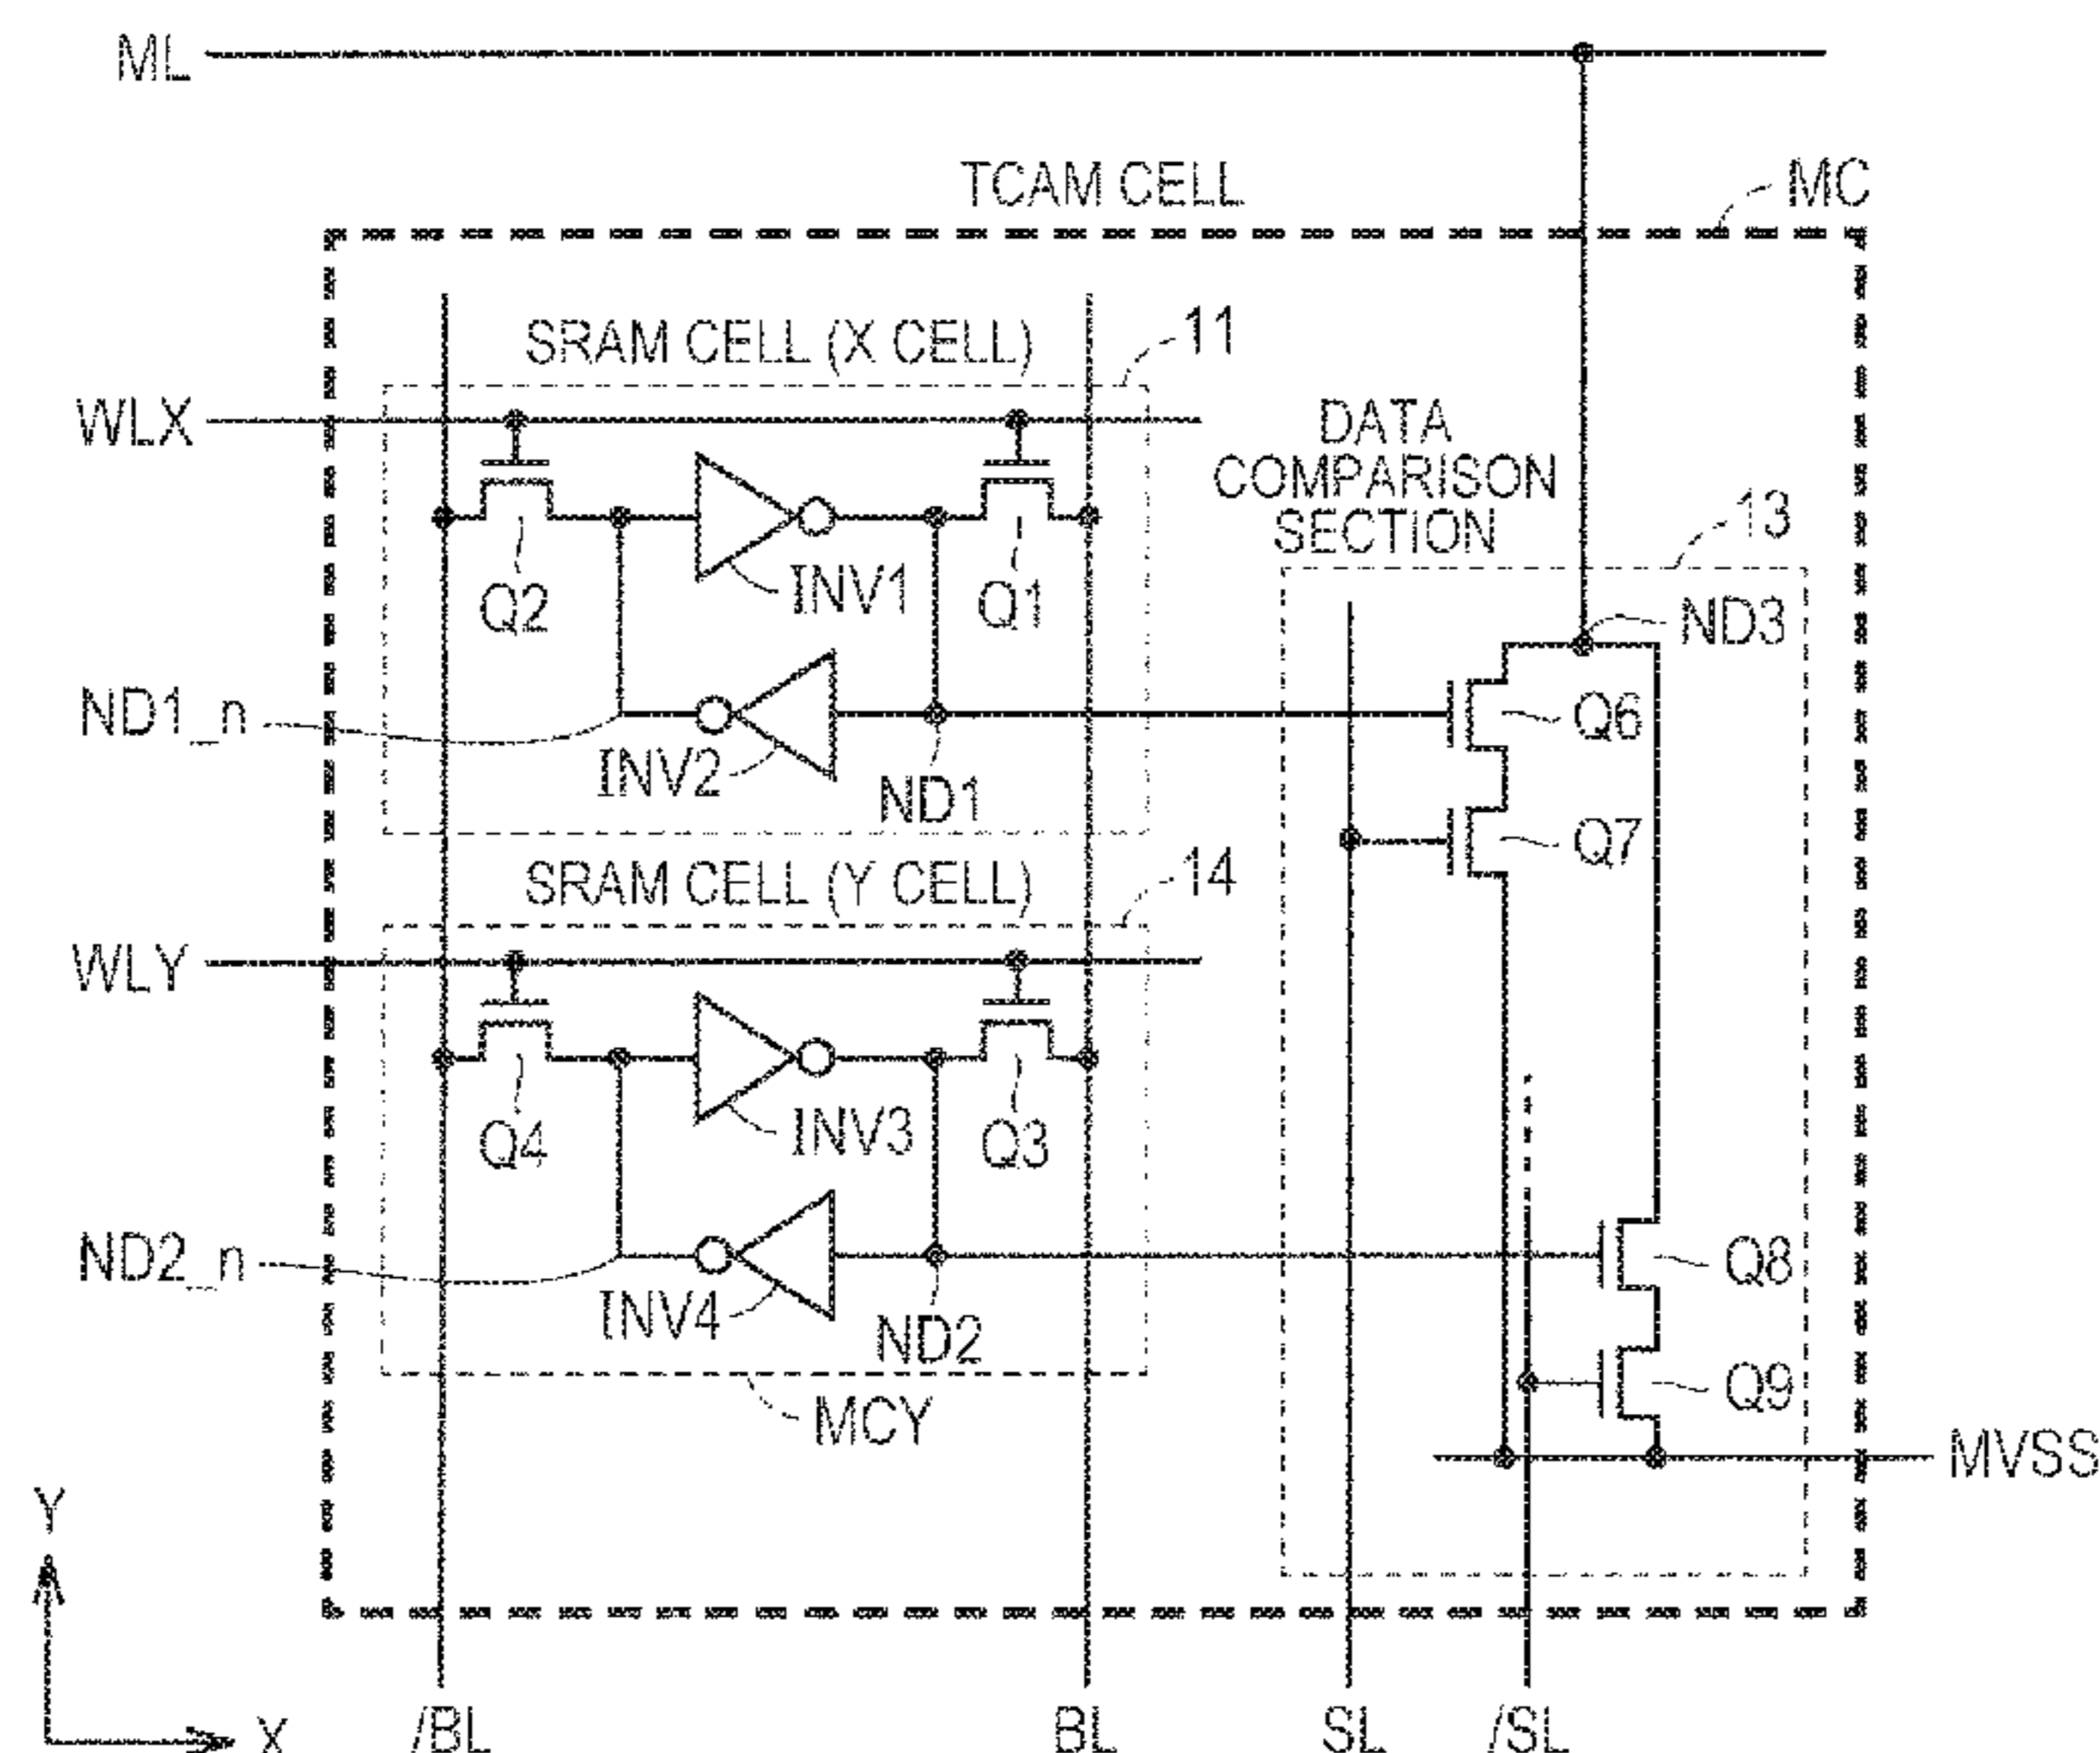 ML
TCAM CELL
MC
SRAM CELL (X CELL)
11
WLX
DATA
COMPARISON
SECTION
13
Q2
INV1
Q1
ND3
ND1_n
Q6
INV2
ND1
Q7
SRAM CELL (Y CELL)
14
WLY
Q4
INV3
Q3
ND2_n
Q8
INV4
ND2
Q9
MCY
MVSS
Y
X
/BL
BL
SL
/SL